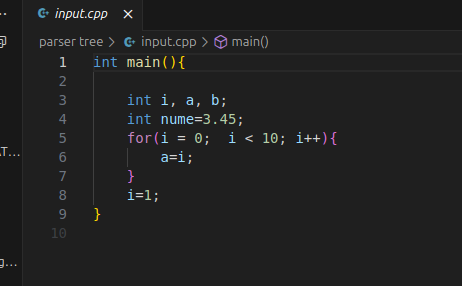 input.cpp
parser tree > input.cpp > main()
1 int main(){
2
3 int i, a, b;
4 int nume=3.45;
5 for(i = 0;  i < 10; i++){
6 a=i;
7 }
8 i=1;
9 }
10
AT...
g...